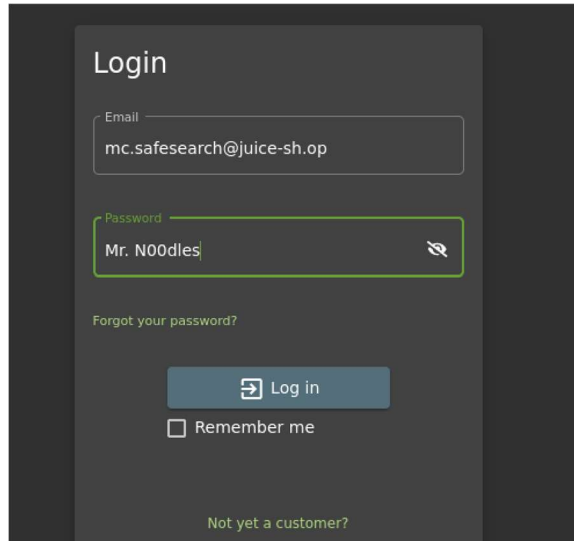 Login
Email
mc.safesearch@juice-sh.op
Password
Mr. N00dles
Forgot your password?
Log in
Remember me
Not yet a customer?